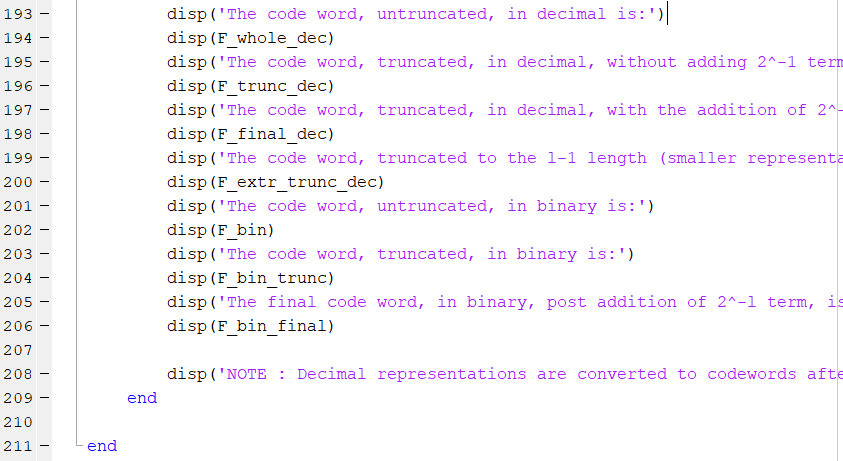 193 – disp('The code word, untruncated, in decimal is:')
194 – disp(F_whole_dec)
195 – disp('The code word, truncated, in decimal, without adding 2^-1 term
196 – disp(F_trunc_dec)
197 – disp('The code word, truncated, in decimal, with the addition of 2^-
198 – disp(F_final_dec)
199 – disp('The code word, truncated to the l-1 length (smaller representa
200 – disp(F_extr_trunc_dec)
201 – disp('The code word, untruncated, in binary is:')
202 – disp(F_bin)
203 – disp('The code word, truncated, in binary is:')
204 – disp(F_bin_trunc)
205 – disp('The final code word, in binary, post addition of 2^-l term, is
206 – disp(F_bin_final)
207
208 – disp('NOTE : Decimal representations are converted to codewords afte
209 – end
210
211 – end